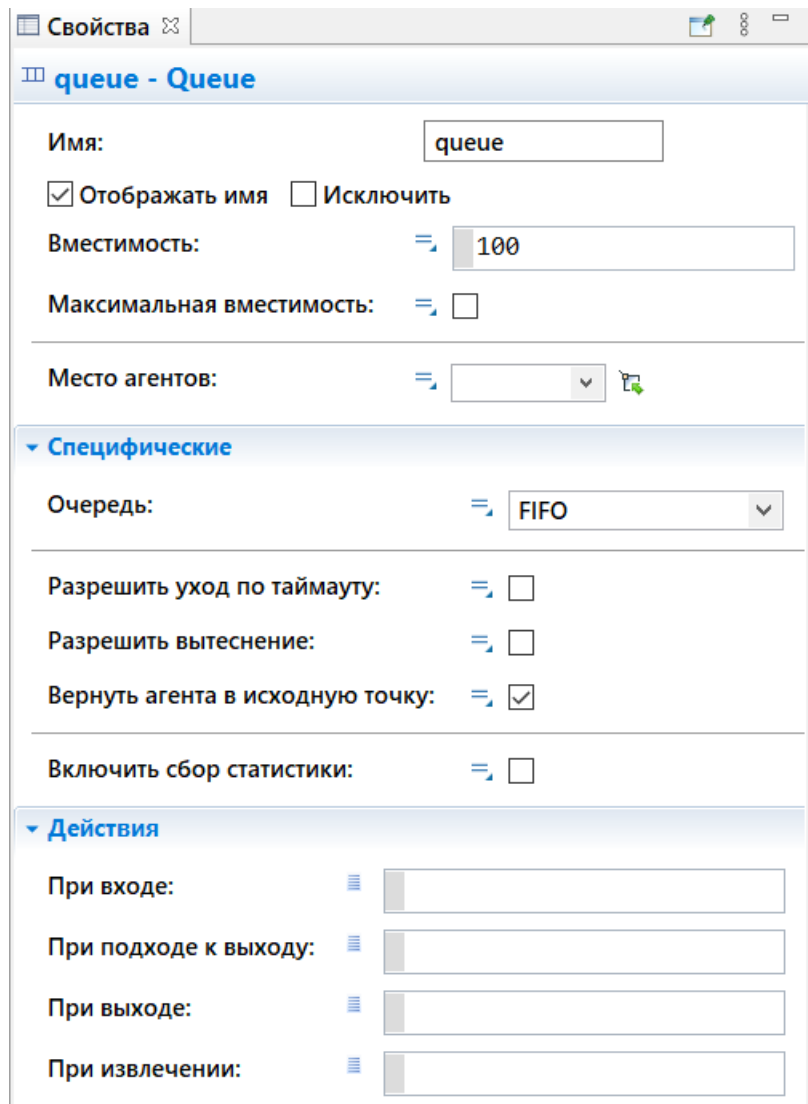 Свойства
queue - Queue
Имя: queue
Отображать имя Исключить
Вместимость: 100
Максимальная вместимость:
Место агентов:
Специфические
Очередь: FIFO
Разрешить уход по таймауту:
Разрешить вытеснение:
Вернуть агента в исходную точку:
Включить сбор статистики:
Действия
При входе:
При подходе к выходу:
При выходе:
При извлечении: